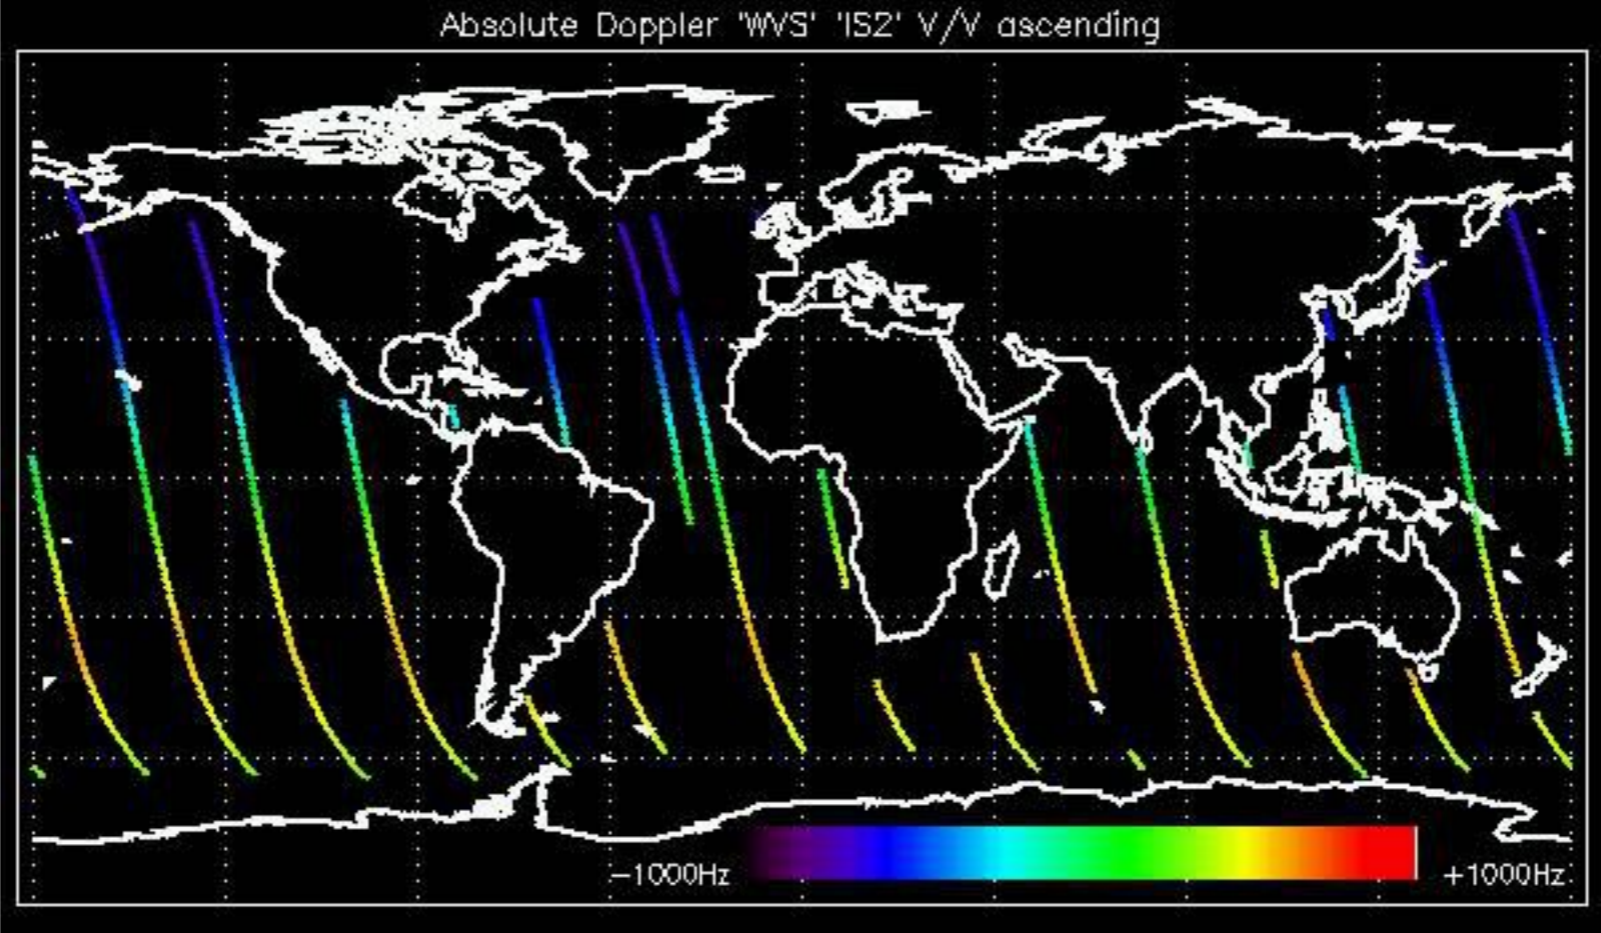 Absolute Doppler 'WVS' 'IS2' V/V ascending
-1000Hz +1000Hz